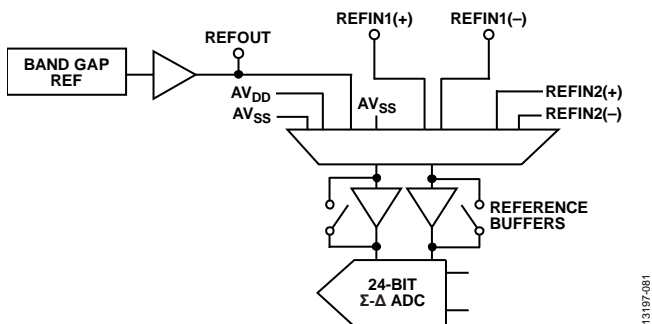 REFIN1(+)
REFIN1(–)
REFOUT
BAND GAP
REF
AVDD
AVSS
AVSS
REFIN2(+)
REFIN2(–)
REFERENCE
BUFFERS
24-BIT
Σ-Δ ADC
13197-081